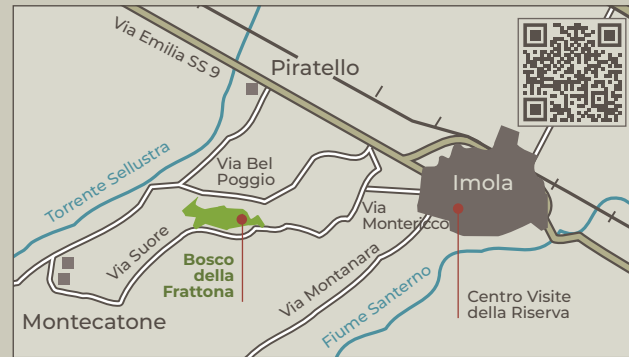 Via Emilia SS 9
Piratello
Torrente Sellustra
Via Bel
Poggio
Imola
Via
Montericco
Via Suore
Bosco
della
Frattona
Via Montanara
Fiume Santerno
Centro Visite
della Riserva
Montecatone